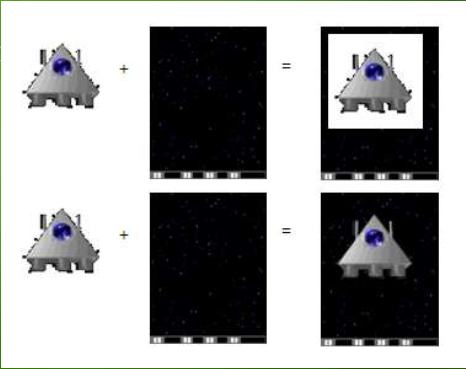 + =
+ =